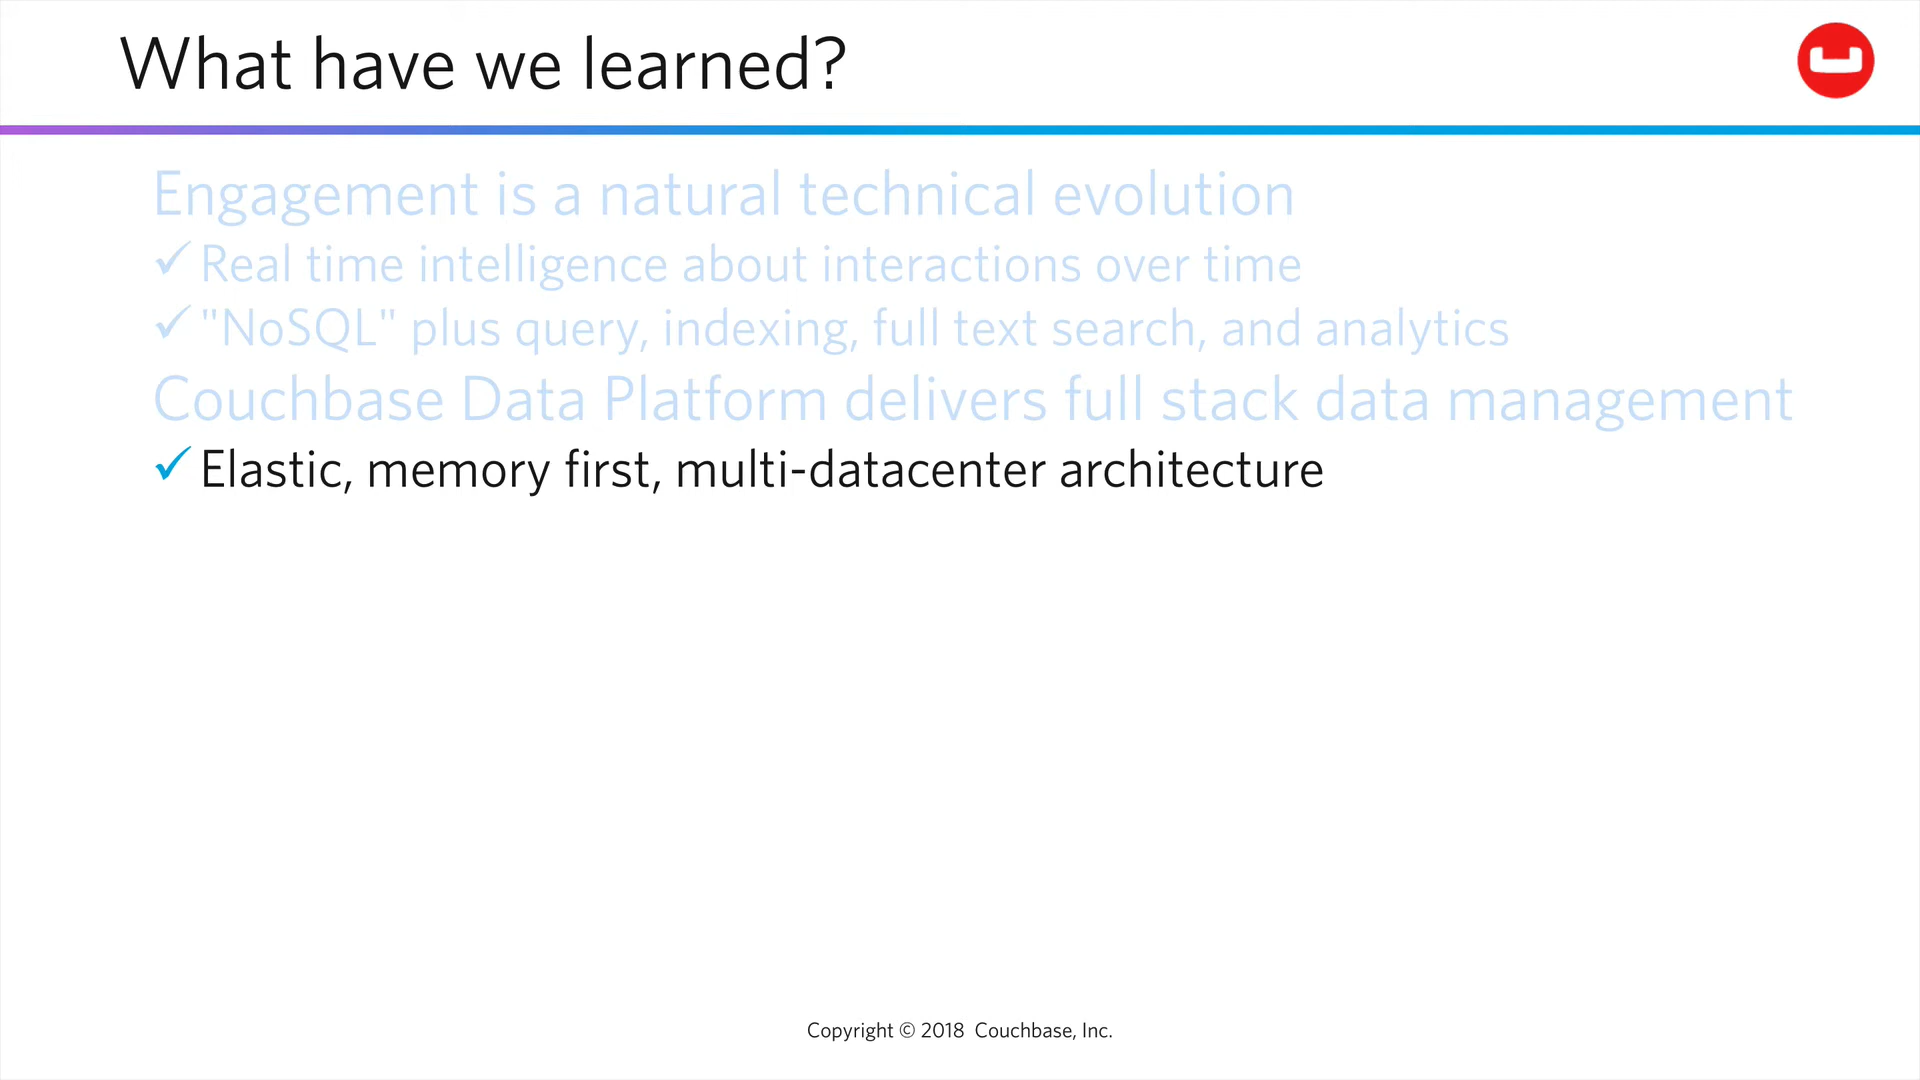 What have we learned?
Engagement is a natural technical evolution
✓ Real time intelligence about interactions over time
✓ "NoSQL" plus query, indexing, full text search, and analytics
Couchbase Data Platform delivers full stack data management
✓ Elastic, memory first, multi-datacenter architecture
Copyright © 2018 Couchbase, Inc.